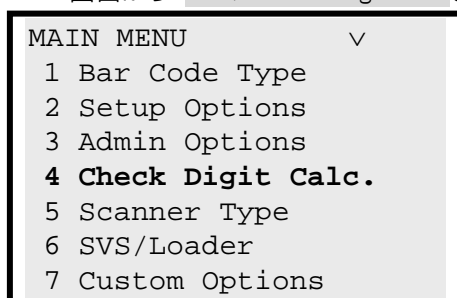 MAIN MENU ∨
1 Bar Code Type
2 Setup Options
3 Admin Options
4 Check Digit Calc.
5 Scanner Type
6 SVS/Loader
7 Custom Options